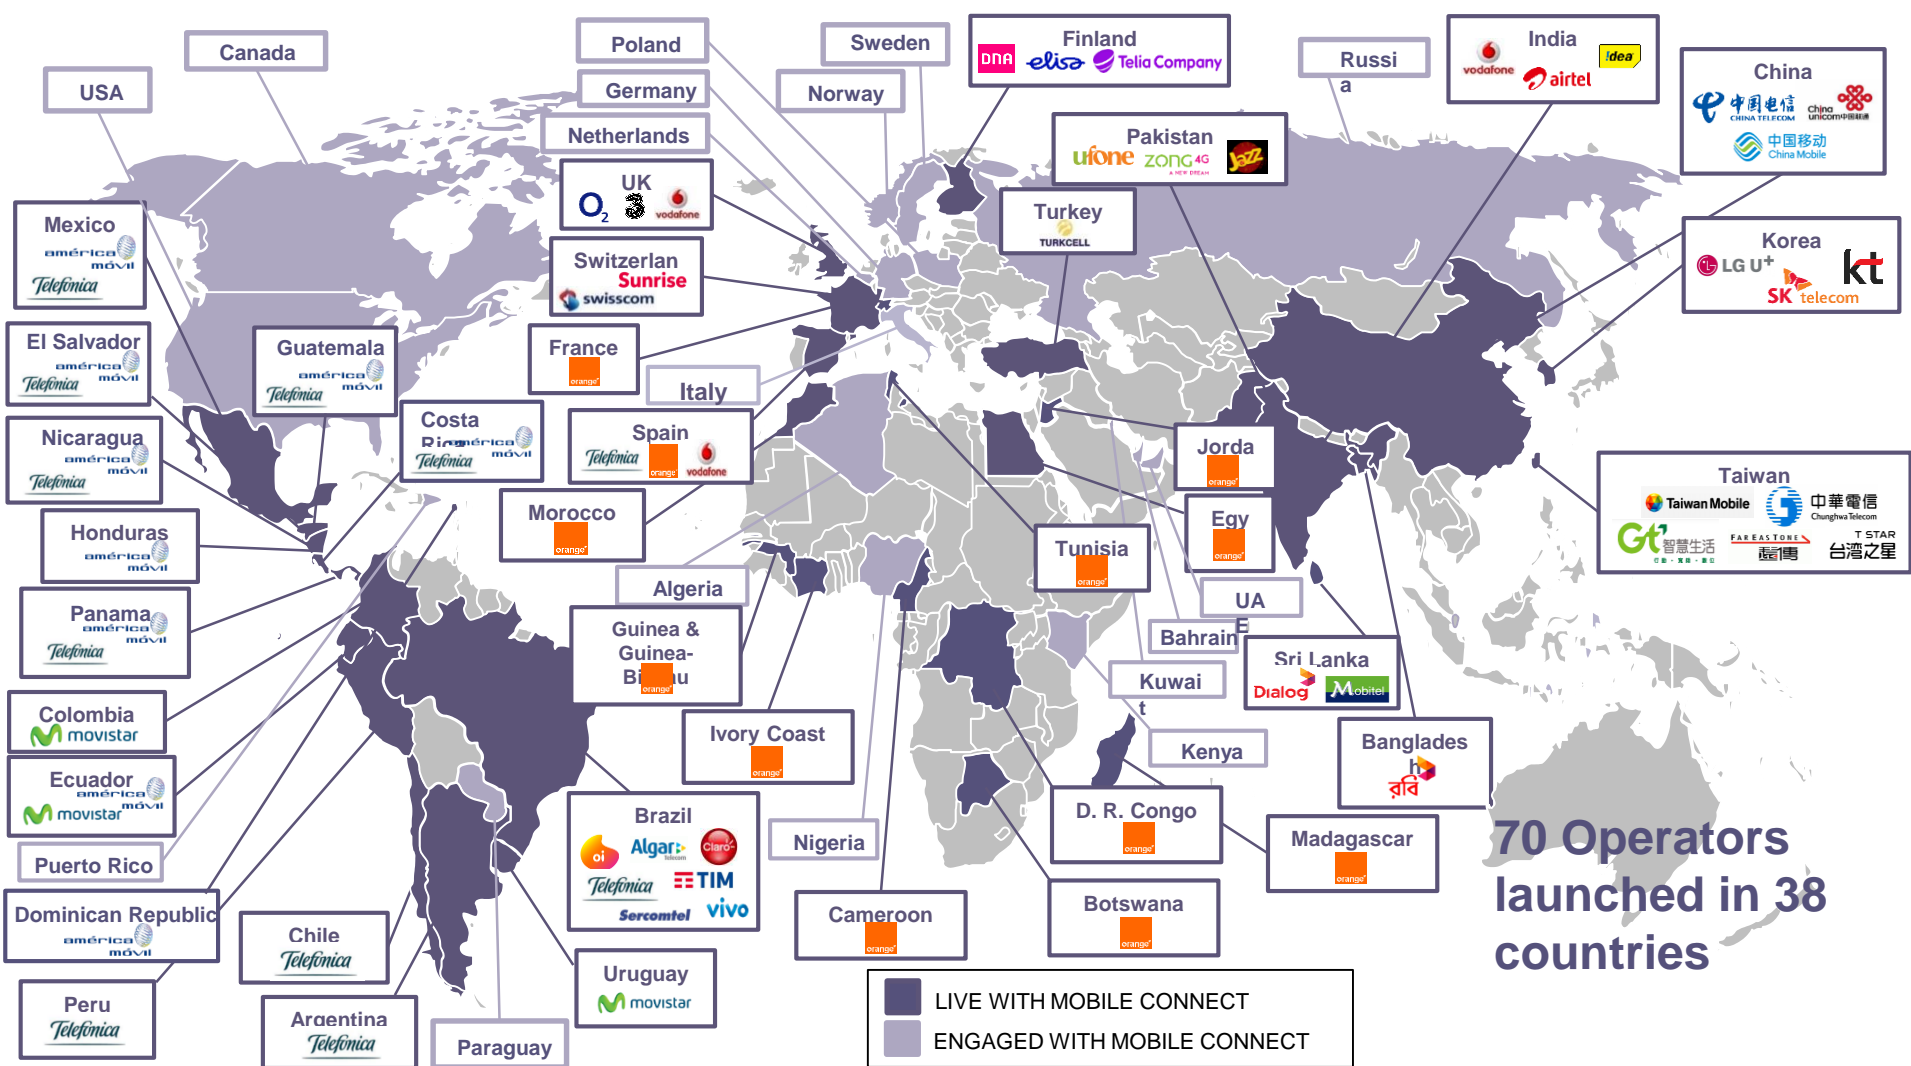 Canada
USA
Poland
Germany
Netherlands
Sweden
Norway
Finland
DNA elisa Telia Company
Russi
a
India
vodafone
!dea
airtel
China
中国电信
CHINA TELECOM
China
unicom中国联通
中国移动
China Mobile
Pakistan
ufone ZONG 4G
A NEW DREAM
Jazz
UK
O2 3 vodafone
Turkey
TURKCELL
Mexico
américa
móvil
Telefónica
Switzerlan
Sunrise
swisscom
Korea
LG U+
kt
SK telecom
El Salvador
américa
móvil
Telefónica
Guatemala
américa
móvil
Telefónica
France
orange
Italy
Costa
Rica
américa
móvil
Telefónica
Nicaragua
américa
móvil
Telefónica
Spain
Telefónica orange vodafone
Jorda
orange
Taiwan
Taiwan Mobile
中華電信
Chunghwa Telecom
Gt 智慧生活
FAR EASTONE
遠傳
T STAR
台湾之星
Honduras
américa
móvil
Morocco
orange
Egy
orange
Tunisia
orange
Panama
américa
móvil
Telefónica
Algeria
UA
E
Bahrain
Guinea &
Guinea-
Bi au
orange
Sri Lanka
Dialog Mobitel
Kuwai
t
Colombia
movistar
Ivory Coast
orange
Kenya
Banglades
h
রবি
Ecuador
américa
móvil
movistar
Brazil
oi Algar telecom Claro
Telefónica TIM
Sercomtel vivo
D. R. Congo
orange
Madagascar
orange
Nigeria
Puerto Rico
70 Operators
launched in 38
countries
Dominican Republic
américa
móvil
Chile
Telefónica
Cameroon
orange
Botswana
orange
Uruguay
movistar
Peru
Telefónica
Argentina
Telefónica
Paraguay
LIVE WITH MOBILE CONNECT
ENGAGED WITH MOBILE CONNECT